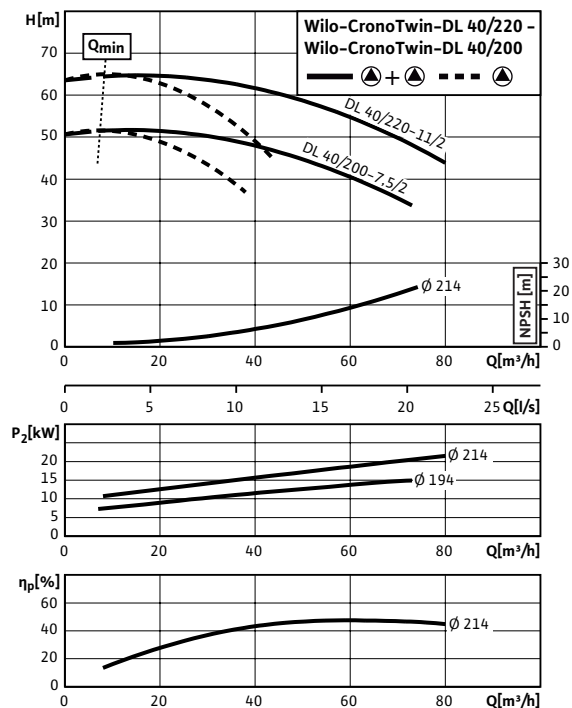 H[m]
Wilo-CronoTwin-DL 40/220 -
Wilo-CronoTwin-DL 40/200
+
Qmin
70
60
50
40
30
20
10
0
DL 40/220-11/2
DL 40/200-7,5/2
Ø 214
NPSH [m]
30
20
10
0
0 20 40 60 80 Q[m³/h]
0 5 10 15 20 25 Q[l/s]
P₂[kW]
20
15
10
5
0
Ø 214
Ø 194
0 20 40 60 80 Q[m³/h]
ηp[%]
60
40
20
0
Ø 214
0 20 40 60 80 Q[m³/h]